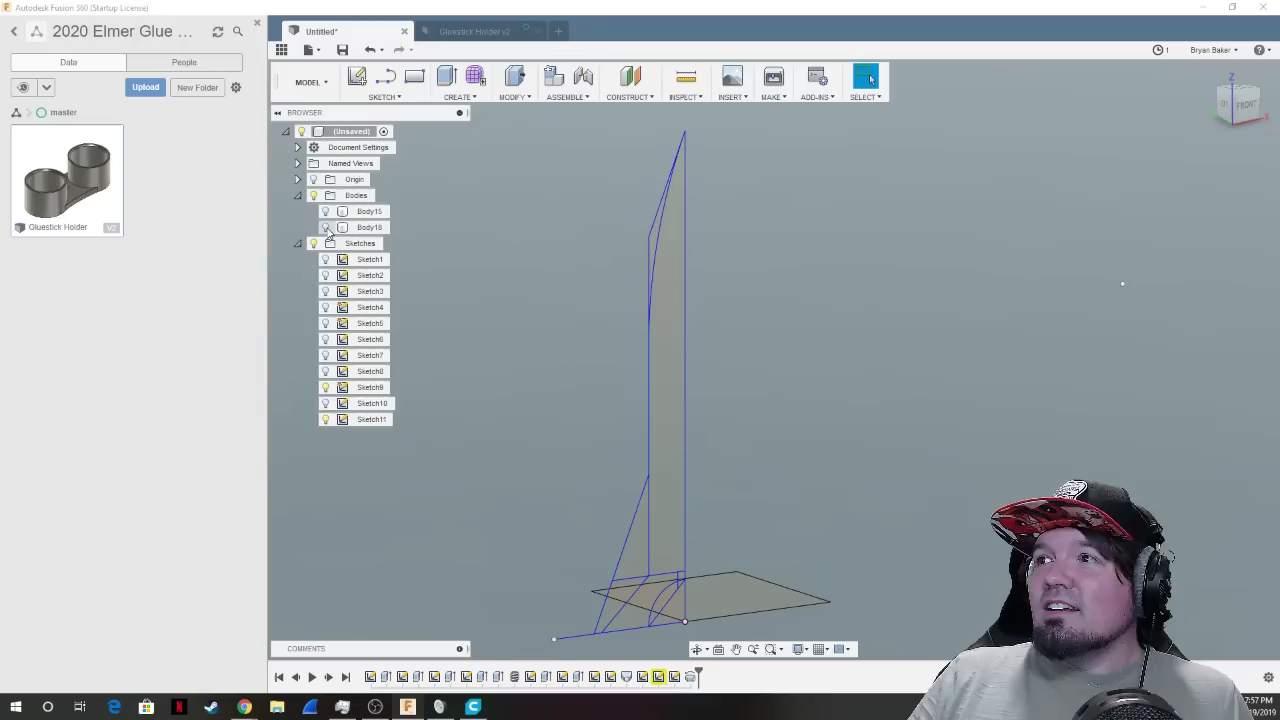 Autodesk Fusion 360 (Startup License)
2020 Elmer Glue ...
Untitled*
Gluestick Holder v2
Data
People
1
Bryan Baker
Upload
New Folder
MODEL
SKETCH
CREATE
MODIFY
ASSEMBLE
CONSTRUCT
INSPECT
INSERT
MAKE
ADD-INS
SELECT
Z
FRONT
X
master
BROWSER
(Unsaved)
Document Settings
Named Views
Origin
Bodies
Body15
Body18
Sketches
Sketch1
Sketch2
Sketch3
Sketch4
Sketch5
Sketch6
Sketch7
Sketch8
Sketch9
Sketch10
Sketch11
Gluestick Holder
V2
COMMENTS